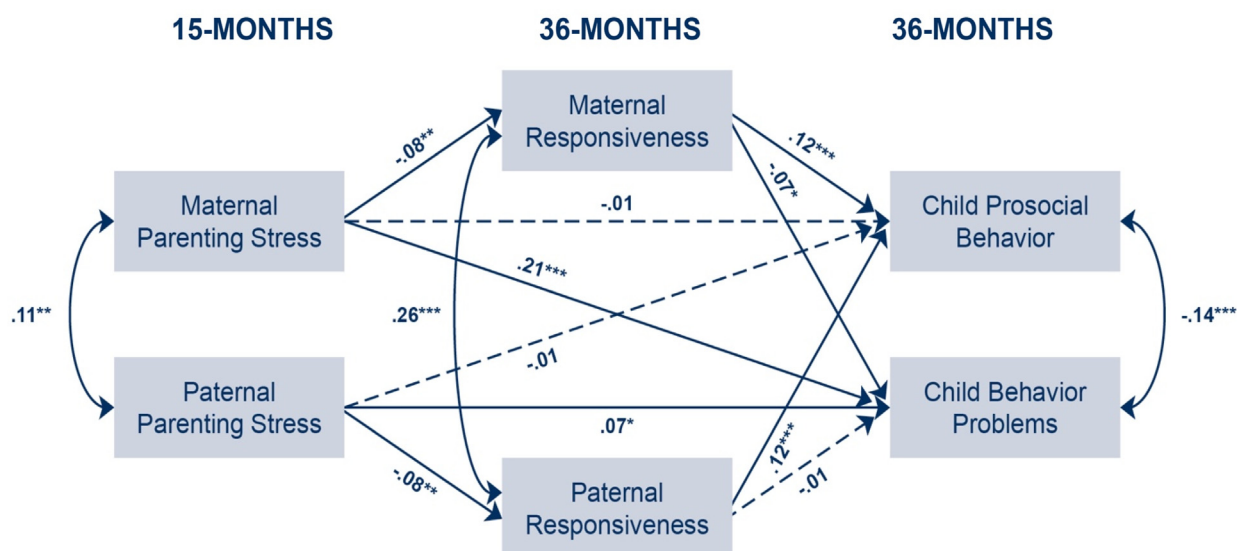 15-MONTHS
36-MONTHS
36-MONTHS
Maternal
Responsiveness
-.08**
.12***
-.07*
Maternal
Parenting Stress
-.01
Child Prosocial
Behavior
.21***
.11**
.26***
-.14***
-.01
Paternal
Parenting Stress
Child Behavior
Problems
.07*
.12***
-.08**
-.01
Paternal
Responsiveness